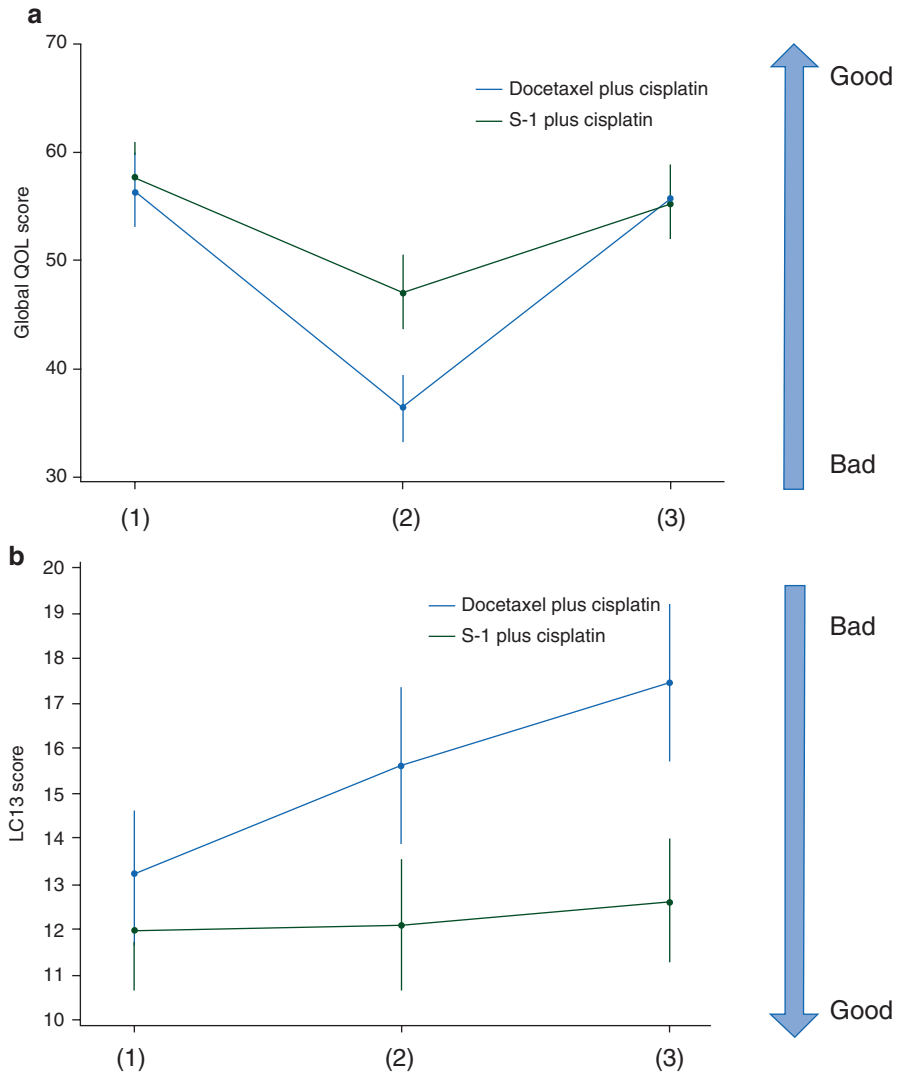 a
70
60
50
40
30
Global QOL score
Docetaxel plus cisplatin
S-1 plus cisplatin
(1)
(2)
(3)
Good
Bad
b
20
19
18
17
16
15
14
13
12
11
10
LC13 score
Docetaxel plus cisplatin
S-1 plus cisplatin
(1)
(2)
(3)
Bad
Good